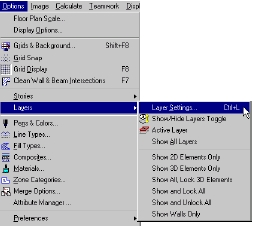 Options Image Calculate Teamwork Displ
Floor Plan Scale...
Display Options...
Grids & Background... Shift+F8
Grid Snap
Grid Display F8
Clean Wall & Beam Intersections F7
Stories
Layers
Layer Settings... Ctrl+L
Show/Hide Layers Toggle
Active Layer
Show All Layers
Show 2D Elements Only
Show 3D Elements Only
Show All, Lock 3D Elements
Show and Lock All
Show and Unlock All
Show Walls Only
Pens & Colors...
Line Types...
Fill Types...
Composites...
Materials...
Zone Categories...
Merge Options...
Attribute Manager...
Preferences